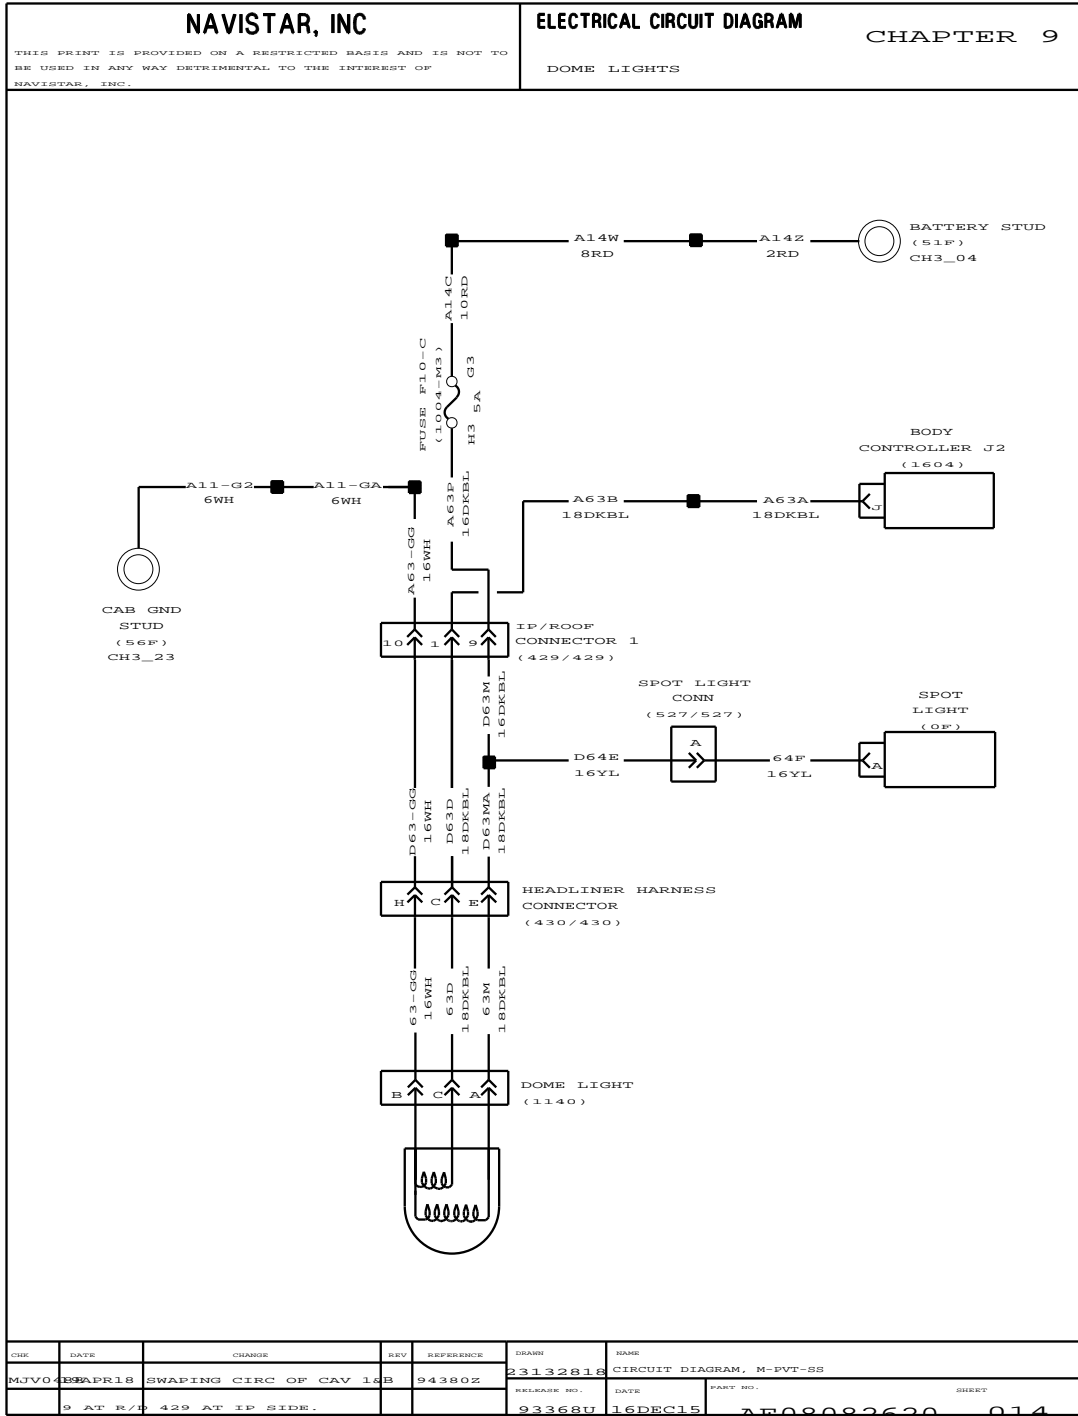 NAVISTAR, INC
THIS PRINT IS PROVIDED ON A RESTRICTED BASIS AND IS NOT TO
BE USED IN ANY WAY DETRIMENTAL TO THE INTEREST OF
NAVISTAR, INC.
ELECTRICAL CIRCUIT DIAGRAM
DOME LIGHTS
CHAPTER 9
A14W
8RD
A14Z
2RD
BATTERY STUD
(51F)
CH3_04
A14C
10RD
FUSE F10-C
(1004-M3)
H3 5A G3
BODY
CONTROLLER J2
(1604)
J
A11-G2
6WH
A11-GA
6WH
A63P
16DKBL
A63B
18DKBL
A63A
18DKBL
A63-GG
16WH
CAB GND
STUD
(56F)
CH3_23
10 1 9
IP/ROOF
CONNECTOR 1
(429/429)
D63M
16DKBL
SPOT LIGHT
CONN
(527/527)
A
SPOT
LIGHT
(0F)
A
D64E
16YL
64F
16YL
D63-GG
16WH
D63D
18DKBL
D63MA
18DKBL
H C E
HEADLINER HARNESS
CONNECTOR
(430/430)
63-GG
16WH
63D
18DKBL
63M
18DKBL
B C A
DOME LIGHT
(1140)
CHK DATE CHANGE REV REFERENCE
APR18 SWAPING CIRC OF CAV 1& B 94380Z
9 AT R/D 429 AT IP SIDE.
DRAWN
23132818
NAME
CIRCUIT DIAGRAM, M-PVT-SS
RELEASE NO.
93368U
DATE
16DEC15
PART NO.
SHEET
014